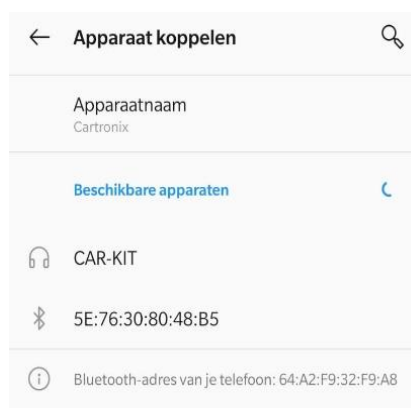 Apparaat koppelen
Apparaatnaam
Cartronix
Beschikbare apparaten
CAR-KIT
5E:76:30:80:48:B5
Bluetooth-adres van je telefoon: 64:A2:F9:32:F9:A8